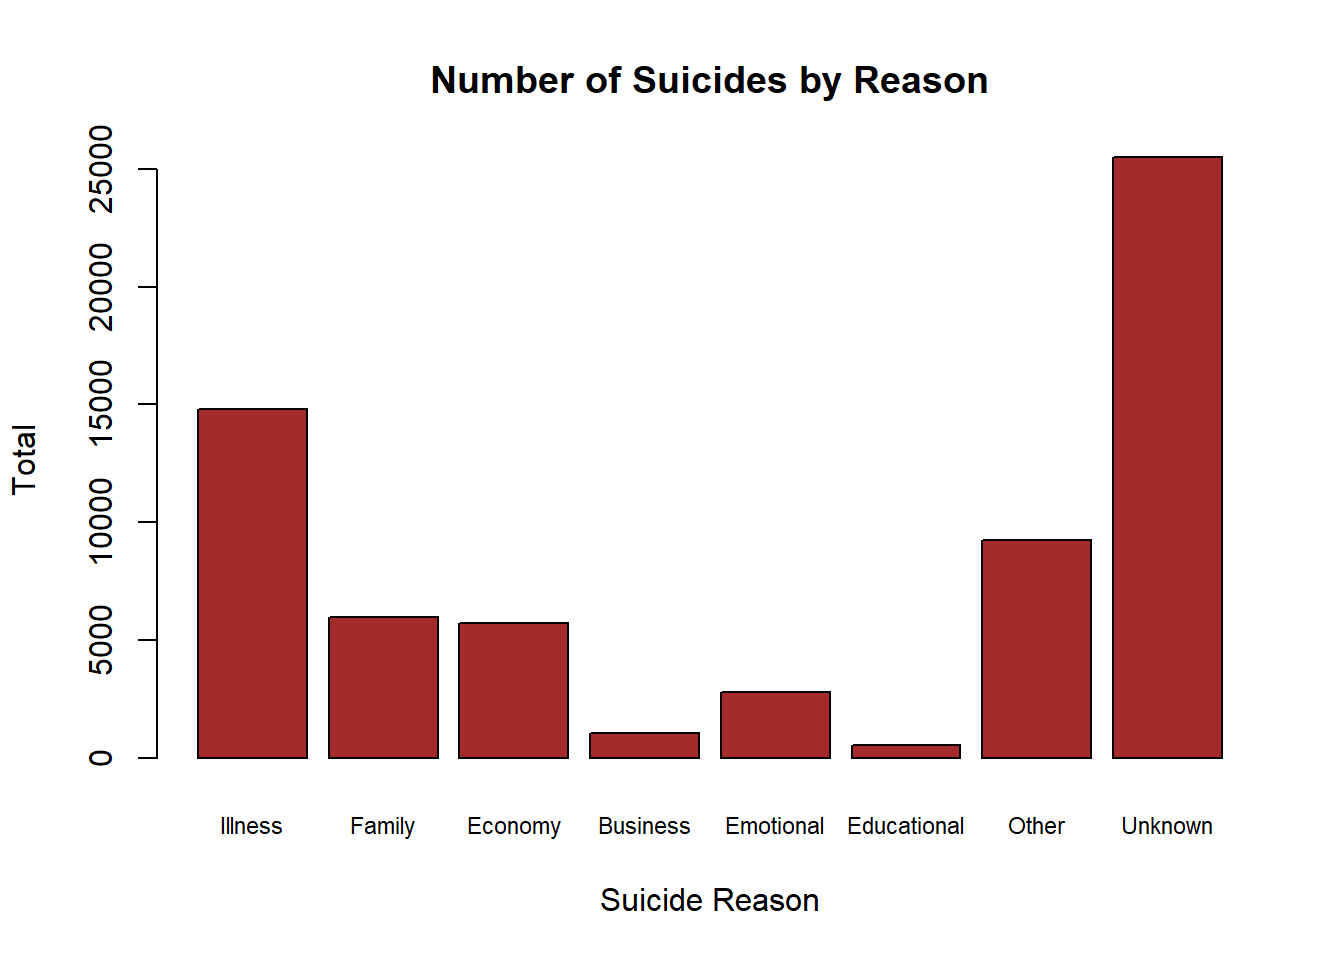 Number of Suicides by Reason
Total
25000
20000
15000
10000
5000
0
Illness Family Economy Business Emotional Educational Other Unknown
Suicide Reason